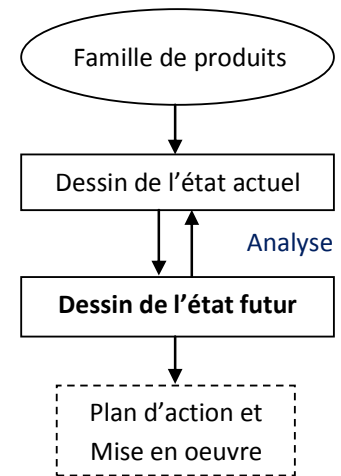 Famille de produits
Dessin de l’état actuel
Analyse
Dessin de l’état futur
Plan d’action et
Mise en oeuvre